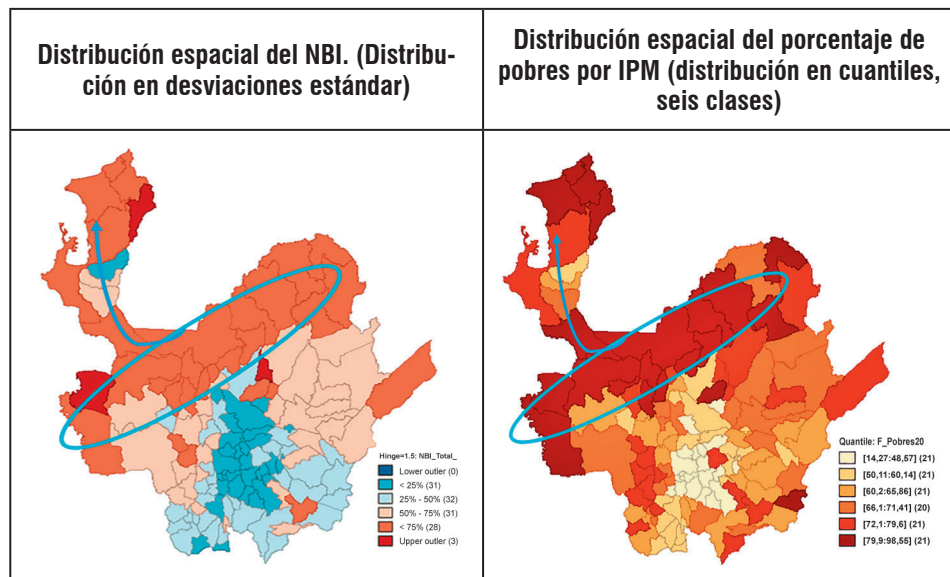 Distribución espacial del NBI. (Distribu-
ción en desviaciones estándar)
Distribución espacial del porcentaje de
pobres por IPM (distribución en cuantiles,
seis clases)
Hinge=1.5: NBI_Total_
Lower outlier (0)
< 25% (31)
25% - 50% (32)
50% - 75% (31)
< 75% (28)
Upper outlier (3)
Quantile: F_Pobres20
[14,27:48,57] (21)
[50,11:60,14] (21)
[60,2:65,86] (21)
[66,1:71,41] (20)
[72,1:79,6] (21)
[79,9:98,55] (21)